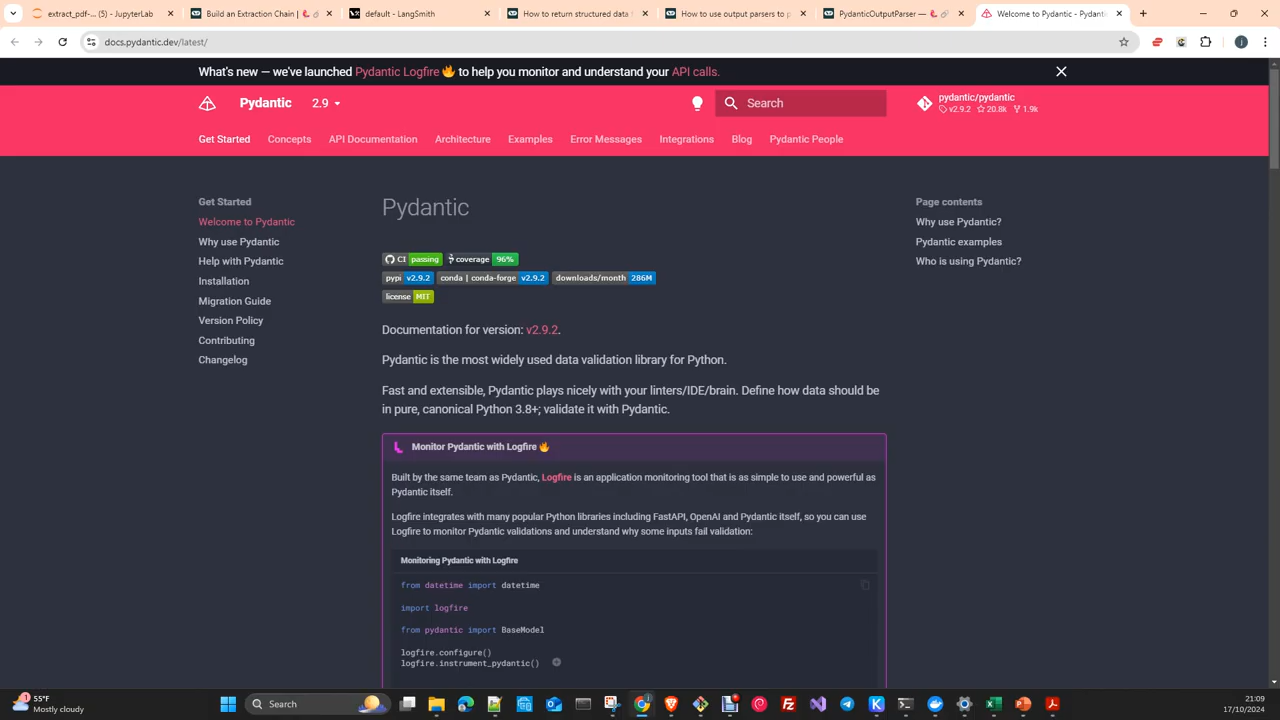 extract_pdf-... (5) - JupyterLab
Build an Extraction Chain |
default - LangSmith
How to return structured data f
How to use output parsers to p
PydanticOutputParser —
Welcome to Pydantic - Pydantic
docs.pydantic.dev/latest/
What's new — we've launched Pydantic Logfire 🔥 to help you monitor and understand your API calls.
Pydantic
2.9
Search
pydantic/pydantic
v2.9.2 20.8k 1.9k
Get Started Concepts API Documentation Architecture Examples Error Messages Integrations Blog Pydantic People
Get Started
Welcome to Pydantic
Why use Pydantic
Help with Pydantic
Installation
Migration Guide
Version Policy
Contributing
Changelog
Pydantic
CI passing coverage 96%
pypi v2.9.2 conda | conda-forge v2.9.2 downloads/month 286M
license MIT
Documentation for version: v2.9.2.
Pydantic is the most widely used data validation library for Python.
Fast and extensible, Pydantic plays nicely with your linters/IDE/brain. Define how data should be
in pure, canonical Python 3.8+; validate it with Pydantic.
Monitor Pydantic with Logfire 🔥
Built by the same team as Pydantic, Logfire is an application monitoring tool that is as simple to use and powerful as
Pydantic itself.
Logfire integrates with many popular Python libraries including FastAPI, OpenAI and Pydantic itself, so you can use
Logfire to monitor Pydantic validations and understand why some inputs fail validation:
Monitoring Pydantic with Logfire
from datetime import datetime
import logfire
from pydantic import BaseModel
logfire.configure()
logfire.instrument_pydantic()
Page contents
Why use Pydantic?
Pydantic examples
Who is using Pydantic?
55°F
Mostly cloudy
Search
21:09
17/10/2024